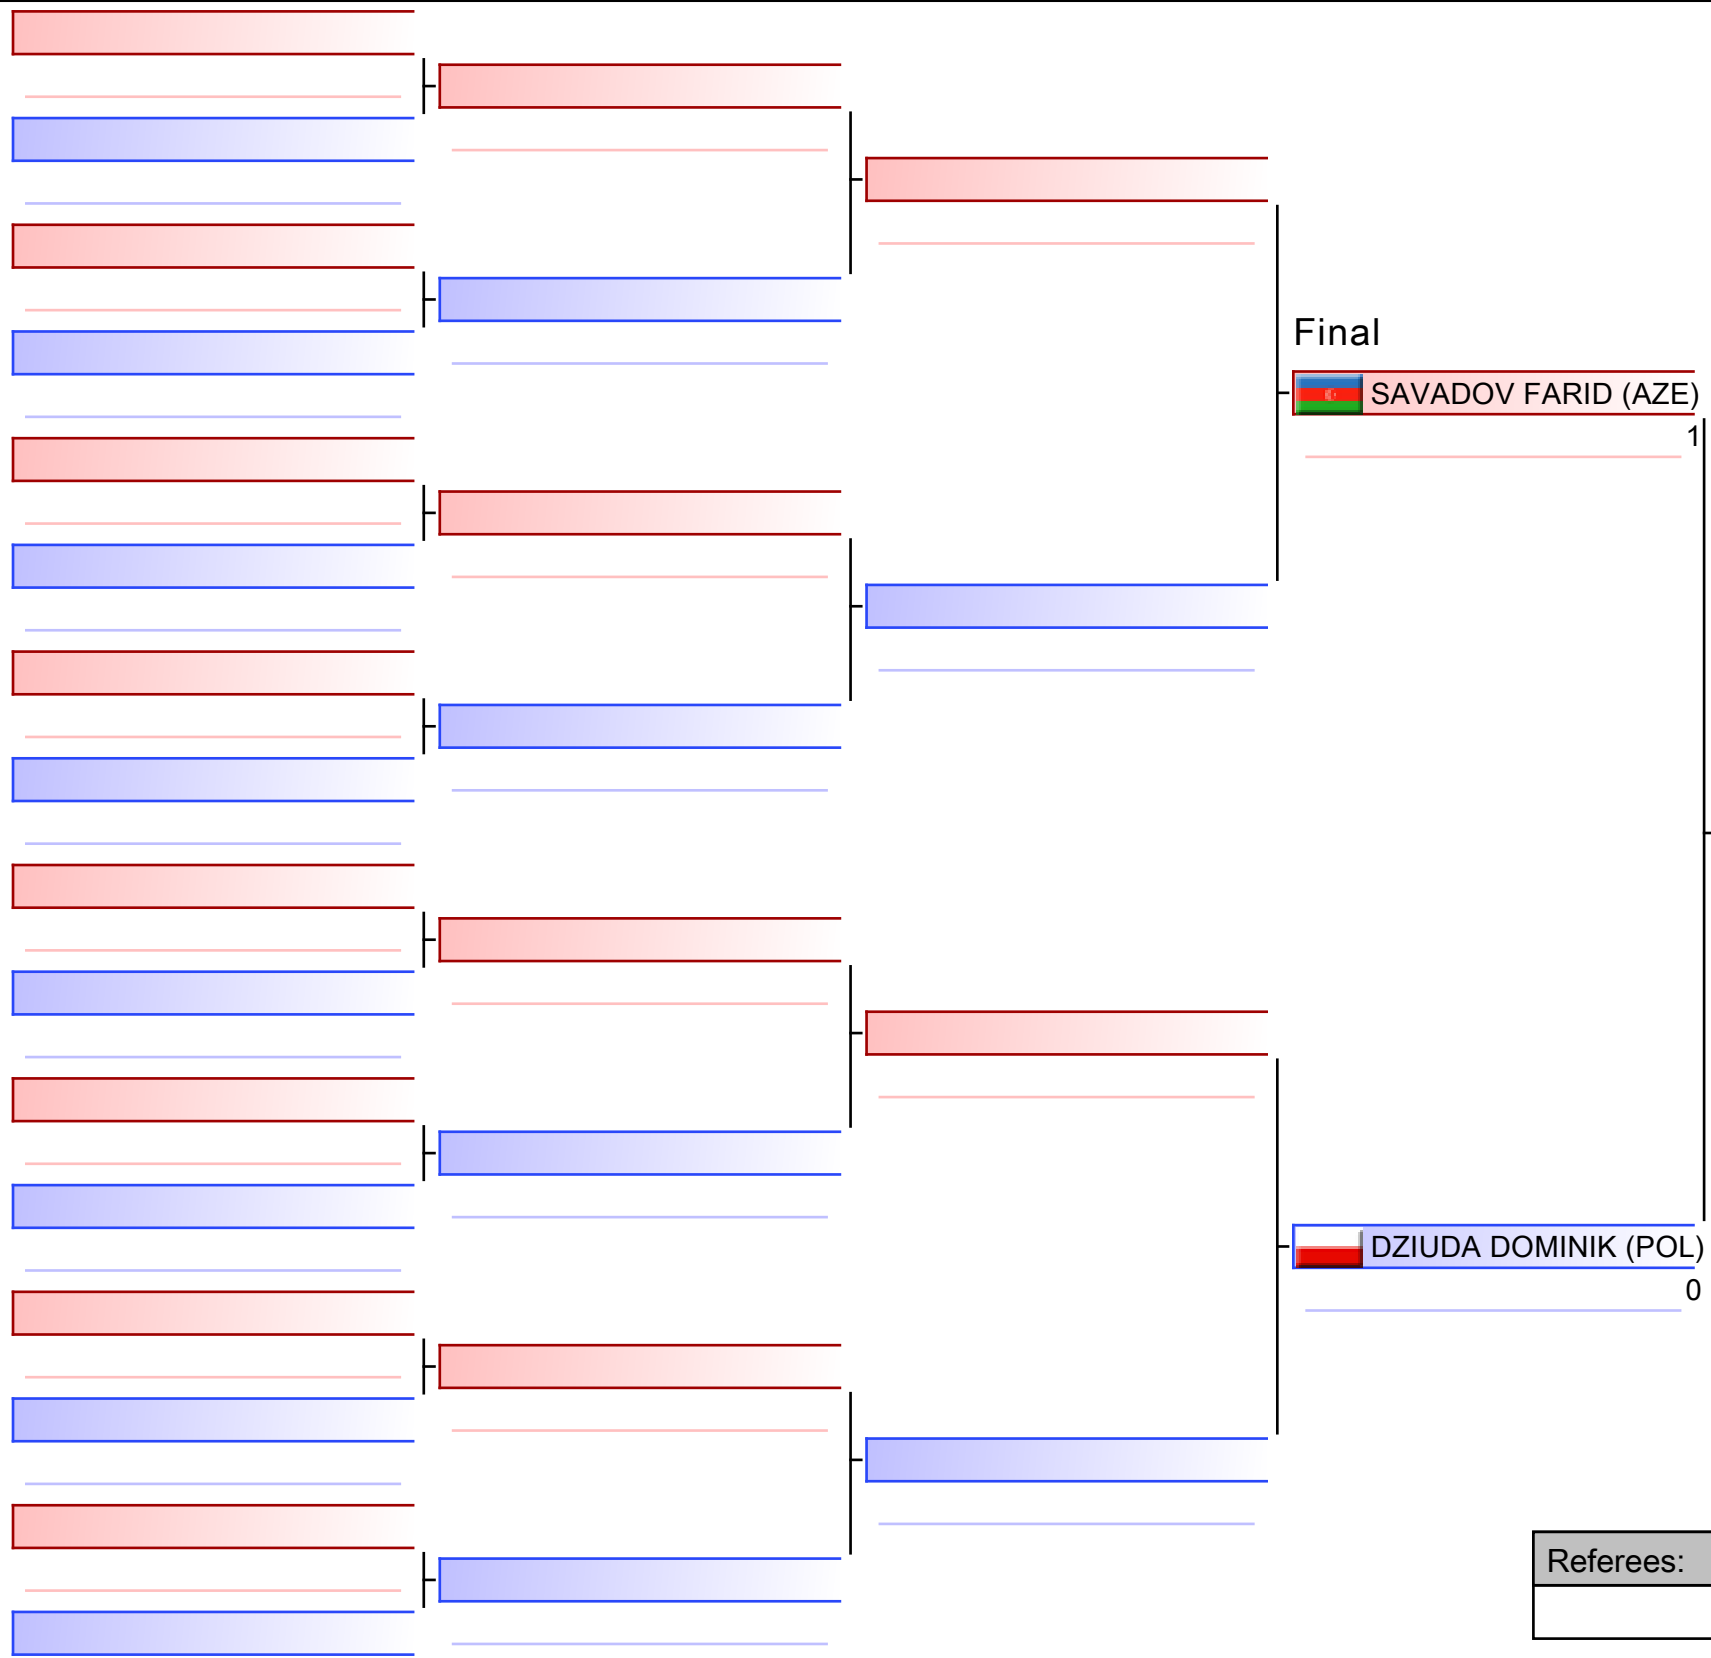 Final
SAVADOV FARID (AZE)
1
DZIUDA DOMINIK (POL)
0
Referees: